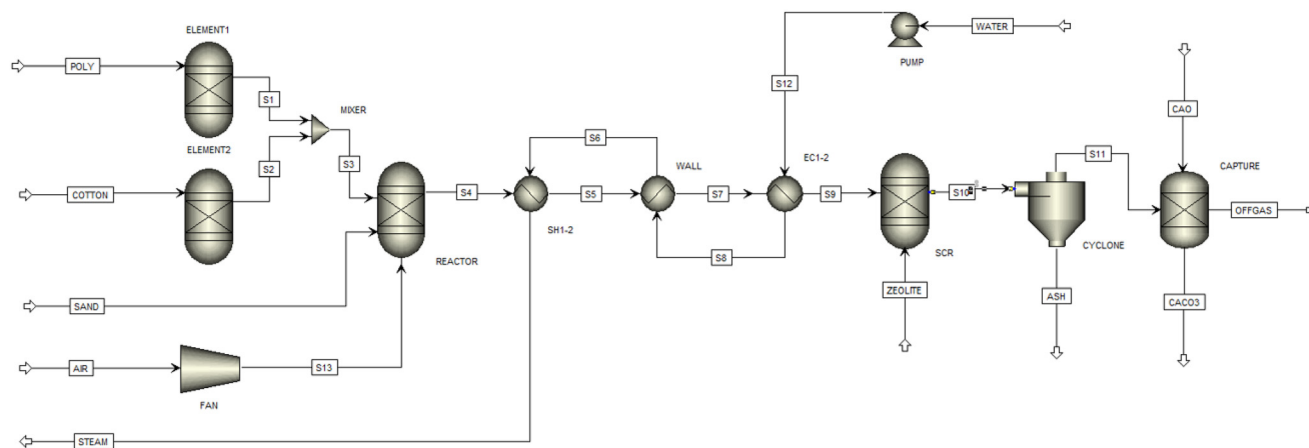 ELEMENT1
POLY
S1
MIXER
ELEMENT2
S2
S3
COTTON
REACTOR
S4
SAND
AIR
FAN
S13
STEAM
S6
SH1-2
S5
WALL
S7
S8
S12
EC1-2
PUMP
WATER
S9
SCR
ZEOLITE
S10
CYCLONE
ASH
S11
CAO
CAPTURE
OFFGAS
CACO3